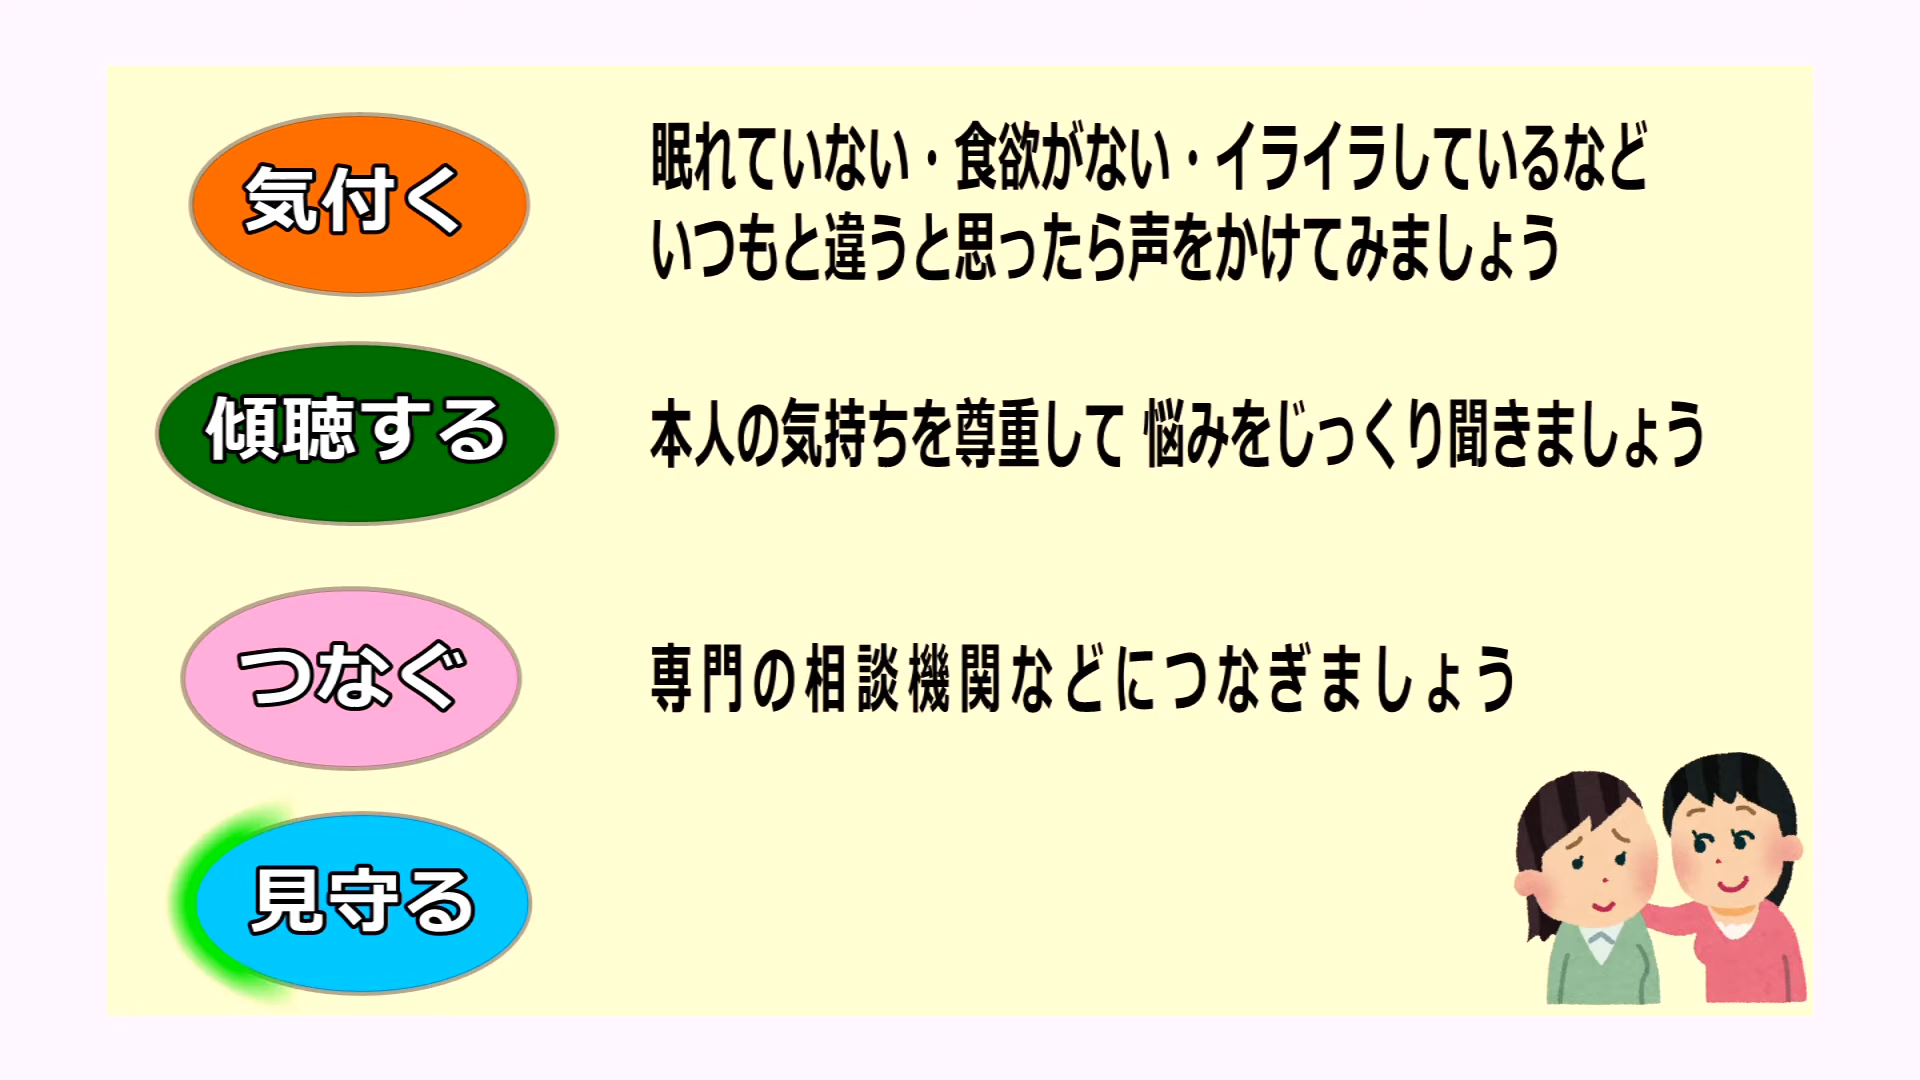 気付く
眠れていない・食欲がない・イライラしているなど
いつもと違うと思ったら声をかけてみましょう
傾聴する
本人の気持ちを尊重して 悩みをじっくり聞きましょう
つなぐ
専門の相談機関などにつなぎましょう
見守る